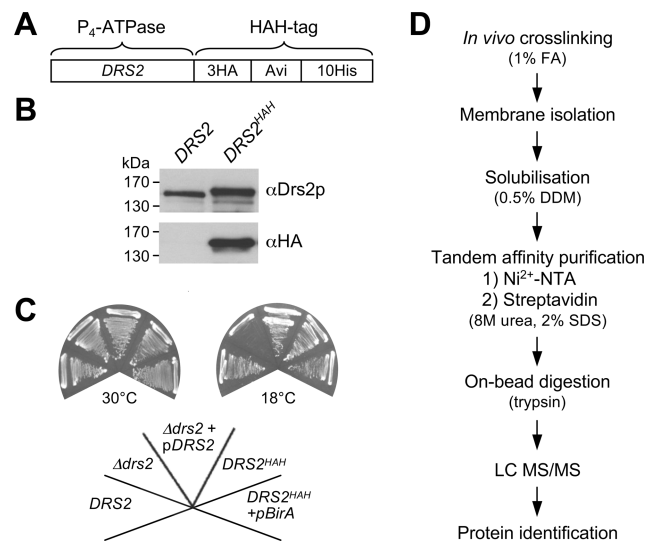 A
P4-ATPase
HAH-tag
DRS2
3HA
Avi
10His
B
DRS2
DRS2HAH
kDa
170
130
αDrs2p
170
130
αHA
C
30°C
18°C
Δdrs2 +
pDRS2
Δdrs2
DRS2HAH
DRS2
DRS2HAH
+pBirA
D
In vivo crosslinking
(1% FA)
Membrane isolation
Solubilisation
(0.5% DDM)
Tandem affinity purification
1) Ni2+-NTA
2) Streptavidin
(8M urea, 2% SDS)
On-bead digestion
(trypsin)
LC MS/MS
Protein identification